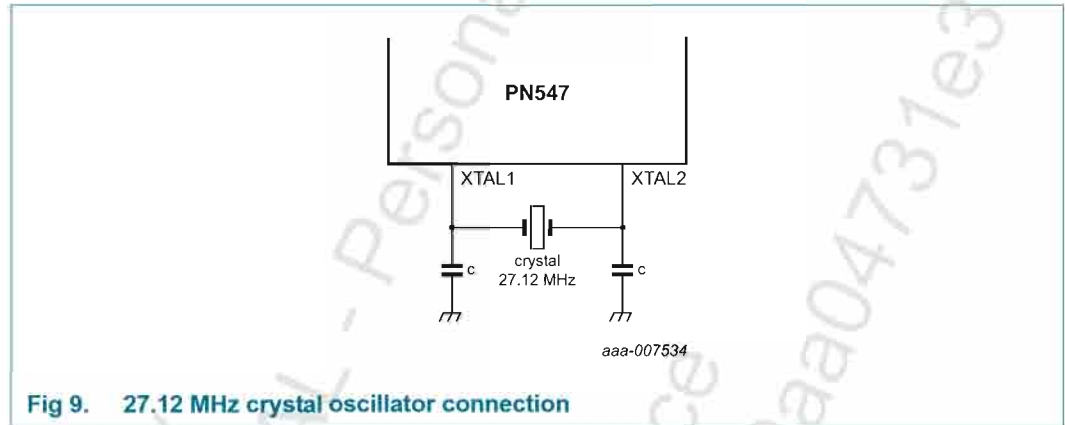 PN547
XTAL1
XTAL2
c
crystal
27.12 MHz
c
aaa-007534
Fig 9. 27.12 MHz crystal oscillator connection